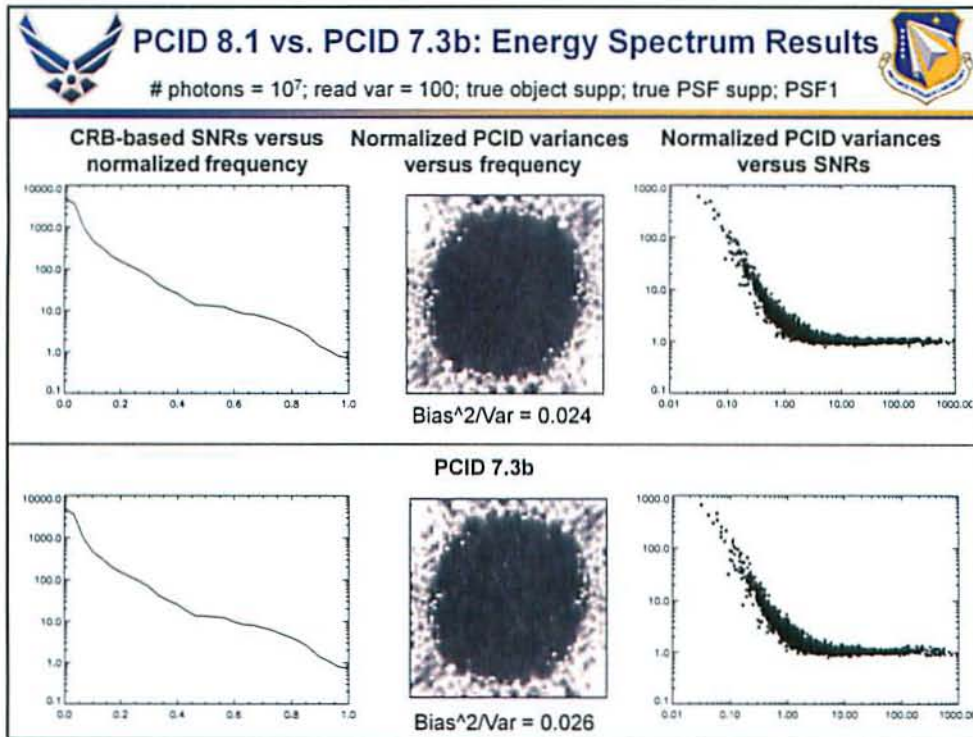 PCID 8.1 vs. PCID 7.3b: Energy Spectrum Results
# photons = 10⁷; read var = 100; true object supp; true PSF supp; PSF1
CRB-based SNRs versus
normalized frequency
Normalized PCID variances
versus frequency
Normalized PCID variances
versus SNRs
10000.0
1000.0
100.0
10.0
1.0
0.1
0.0 0.2 0.4 0.6 0.8 1.0
Bias^2/Var = 0.024
1000.0
100.0
10.0
1.0
0.1
0.01 0.10 1.00 10.00 100.00 1000.00
PCID 7.3b
10000.0
1000.0
100.0
10.0
1.0
0.1
0.0 0.2 0.4 0.6 0.8 1.0
Bias^2/Var = 0.026
1000.0
100.0
10.0
1.0
0.1
0.01 0.10 1.00 10.00 100.00 1000.00